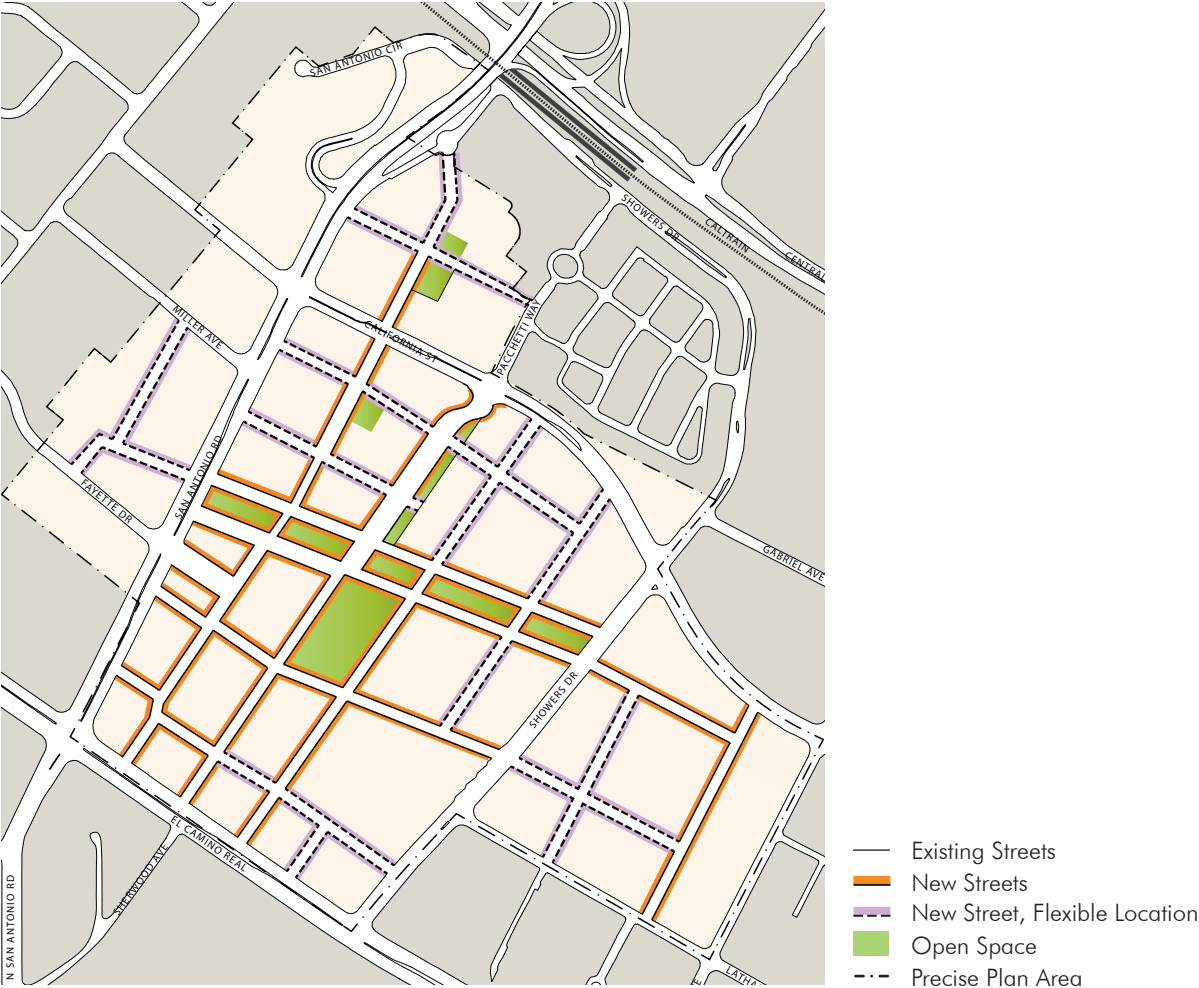 SAN ANTONIO CIR
SHOWERS DR
CALTRAIN
CENTRAL
PACCHETTI WAY
MILLER AVE
CALIFORNIA ST
SAN ANTONIO RD
FAYETTE DR
GABRIEL AVE
SHOWERS DR
EL CAMINO REAL
SHERWOOD AVE
N SAN ANTONIO RD
LATHA
Existing Streets
New Streets
New Street, Flexible Location
Open Space
Precise Plan Area